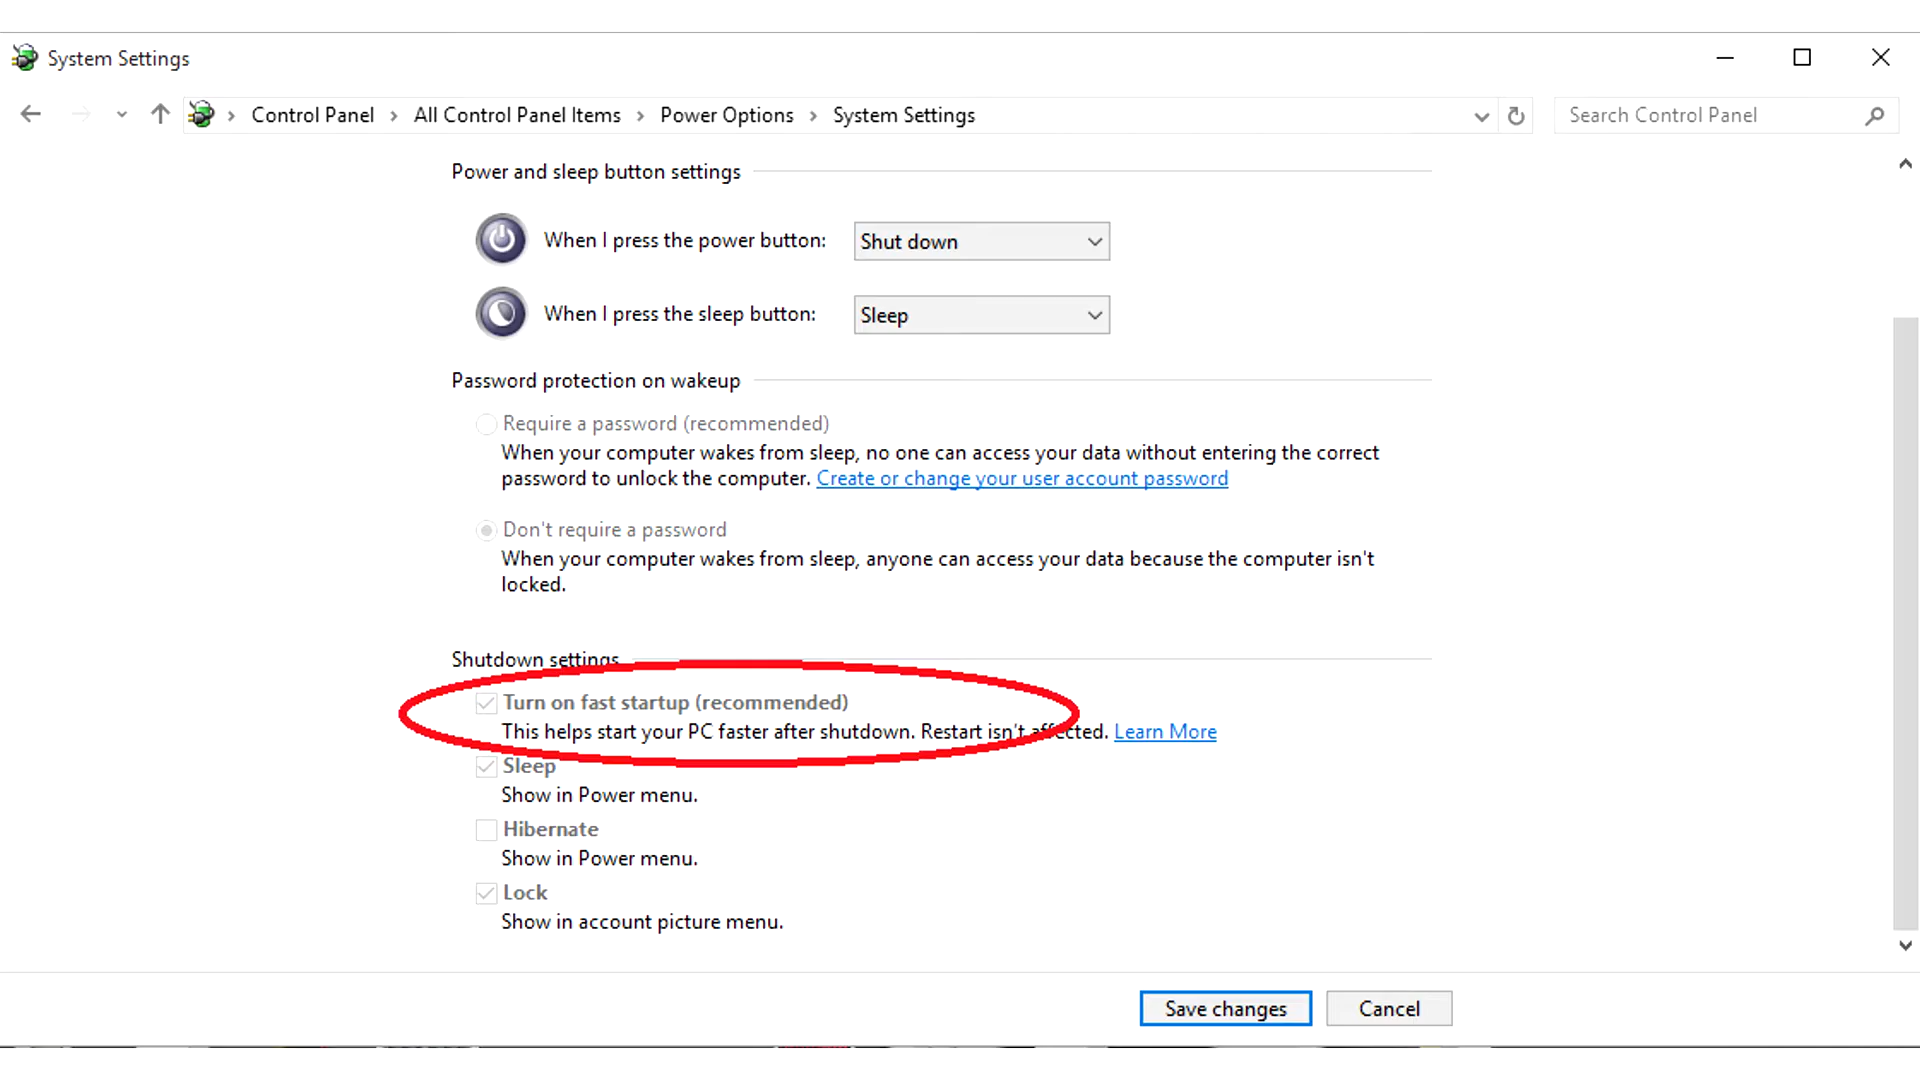 System Settings
Control Panel > All Control Panel Items > Power Options > System Settings
Search Control Panel
Power and sleep button settings
When I press the power button: Shut down
When I press the sleep button: Sleep
Password protection on wakeup
Require a password (recommended)
When your computer wakes from sleep, no one can access your data without entering the correct
password to unlock the computer. Create or change your user account password
Don't require a password
When your computer wakes from sleep, anyone can access your data because the computer isn't
locked.
Shutdown settings
Turn on fast startup (recommended)
This helps start your PC faster after shutdown. Restart isn't affected. Learn More
Sleep
Show in Power menu.
Hibernate
Show in Power menu.
Lock
Show in account picture menu.
Save changes Cancel